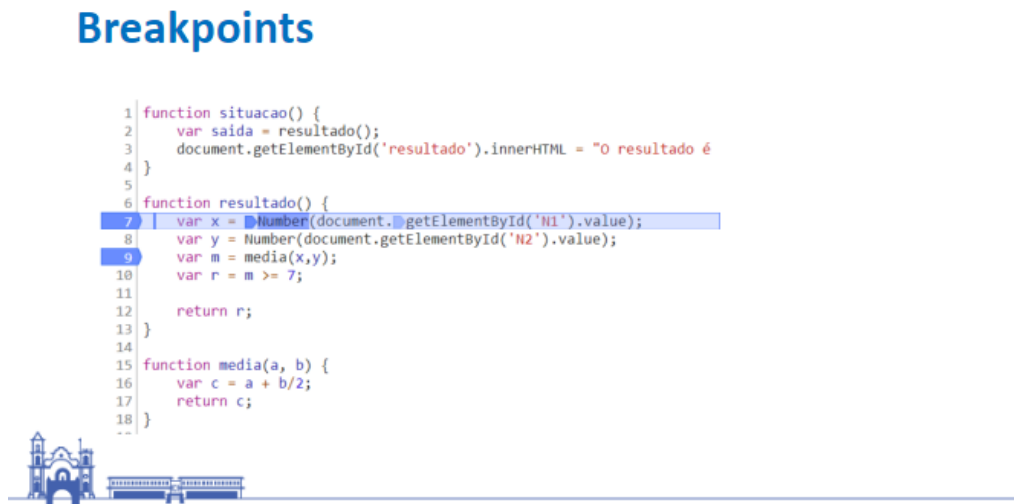 Breakpoints
1 function situacao() {
2 var saida = resultado();
3 document.getElementById('resultado').innerHTML = "O resultado é
4 }
5
6 function resultado() {
7 var x = Number(document.getElementById('N1').value);
8 var y = Number(document.getElementById('N2').value);
9 var m = media(x,y);
10 var r = m >= 7;
11
12 return r;
13 }
14
15 function media(a, b) {
16 var c = a + b/2;
17 return c;
18 }